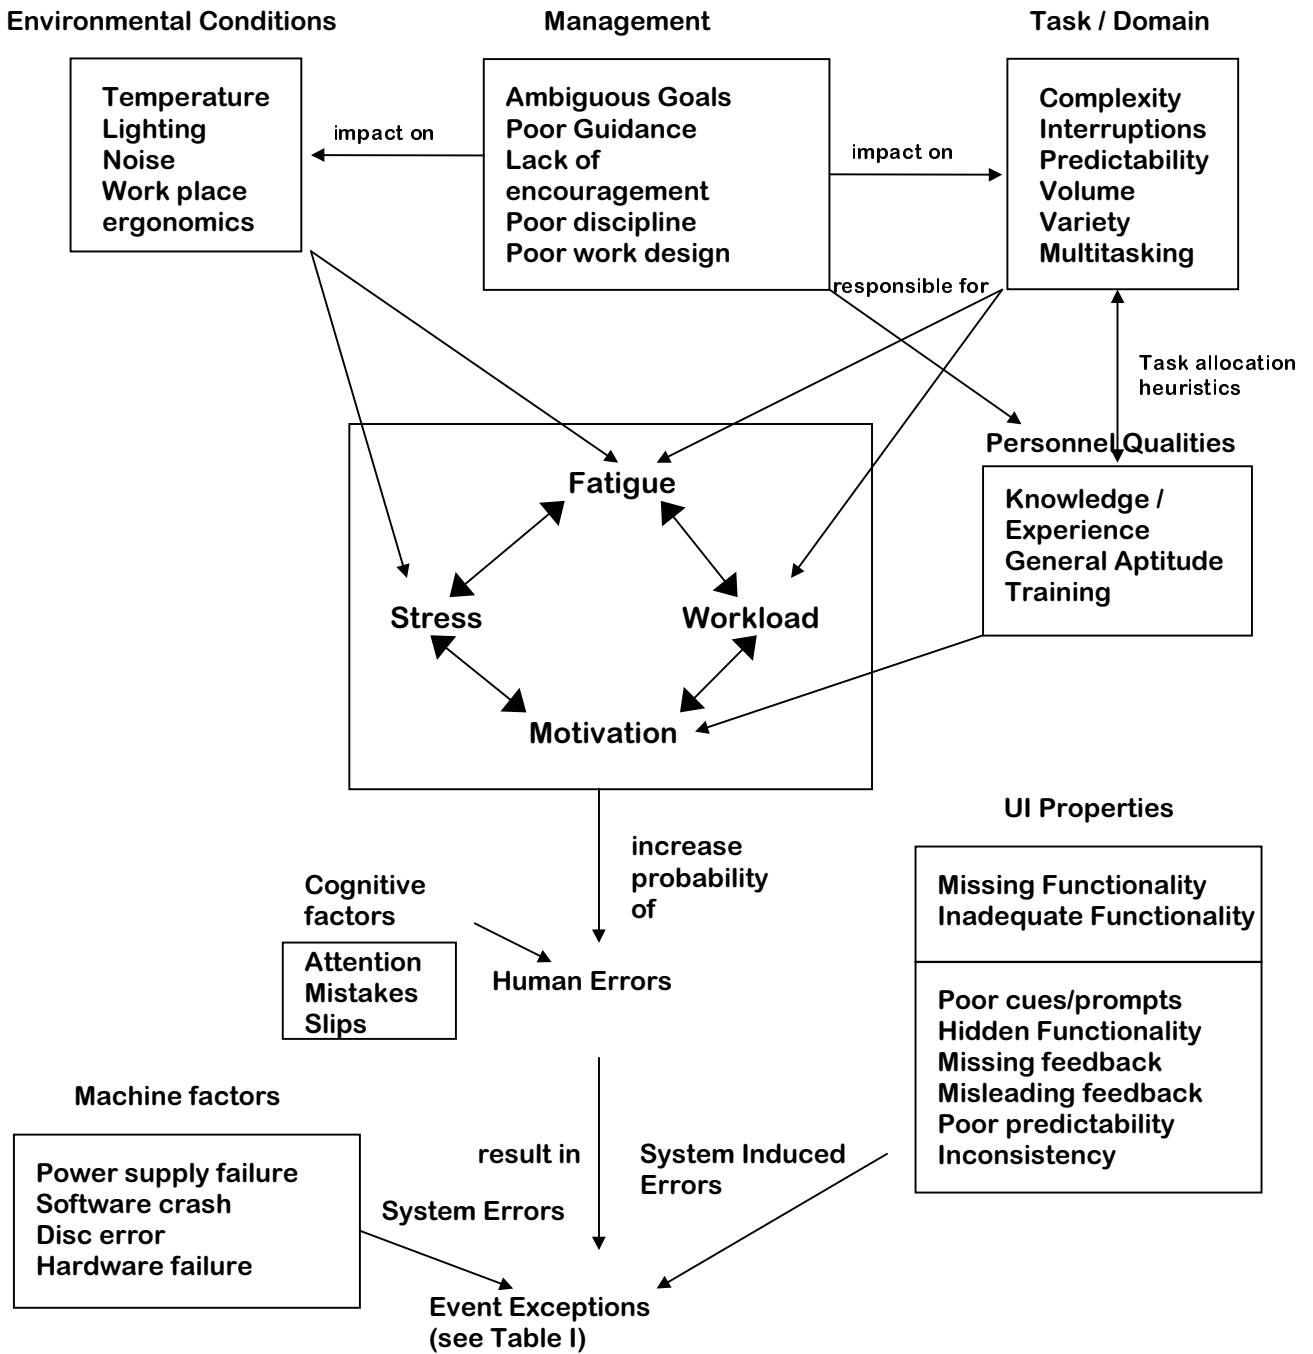 Environmental Conditions
Management
Task / Domain
Temperature
Lighting
Noise
Work place
ergonomics
impact on
Ambiguous Goals
Poor Guidance
Lack of
encouragement
Poor discipline
Poor work design
impact on
Complexity
Interruptions
Predictability
Volume
Variety
Multitasking
responsible for
Task allocation
heuristics
Personnel Qualities
Knowledge /
Experience
General Aptitude
Training
Fatigue
Stress
Workload
Motivation
increase
probability
of
UI Properties
Missing Functionality
Inadequate Functionality
Poor cues/prompts
Hidden Functionality
Missing feedback
Misleading feedback
Poor predictability
Inconsistency
Cognitive
factors
Attention
Mistakes
Slips
Human Errors
Machine factors
Power supply failure
Software crash
Disc error
Hardware failure
result in
System Errors
System Induced
Errors
Event Exceptions
(see Table I)